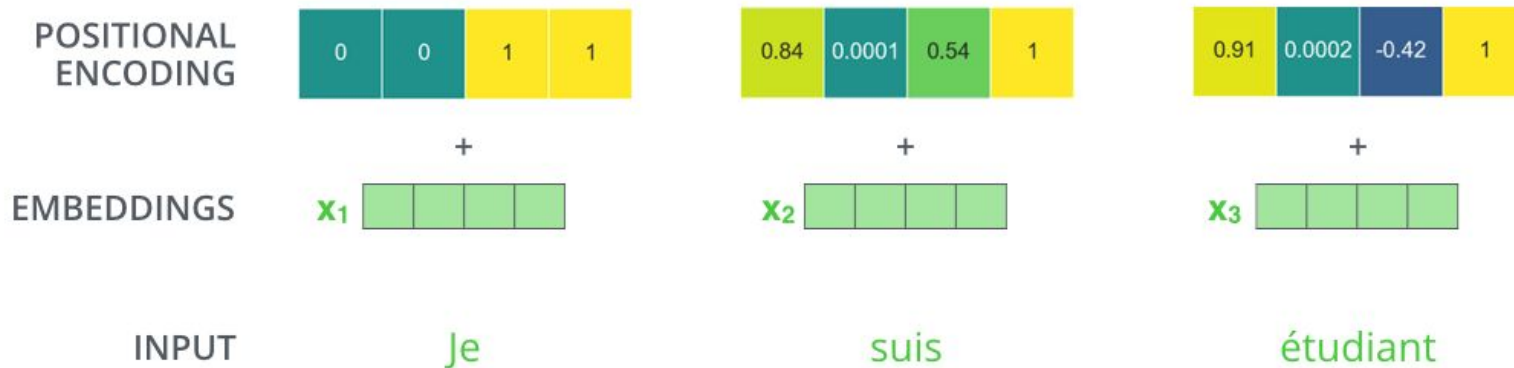 POSITIONAL
ENCODING
0 0 1 1
0.84 0.0001 0.54 1
0.91 0.0002 -0.42 1
+ + +
EMBEDDINGS
x1
x2
x3
INPUT
Je
suis
étudiant